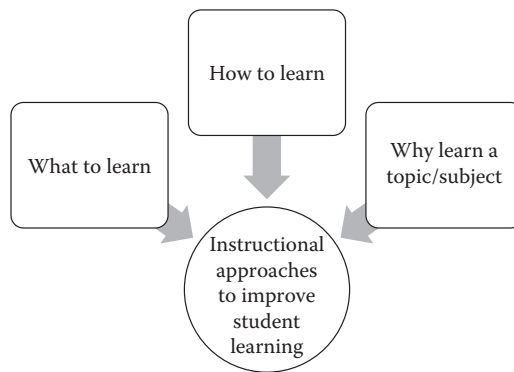 How to learn
What to learn
Why learn a
topic/subject
Instructional
approaches
to improve
student
learning